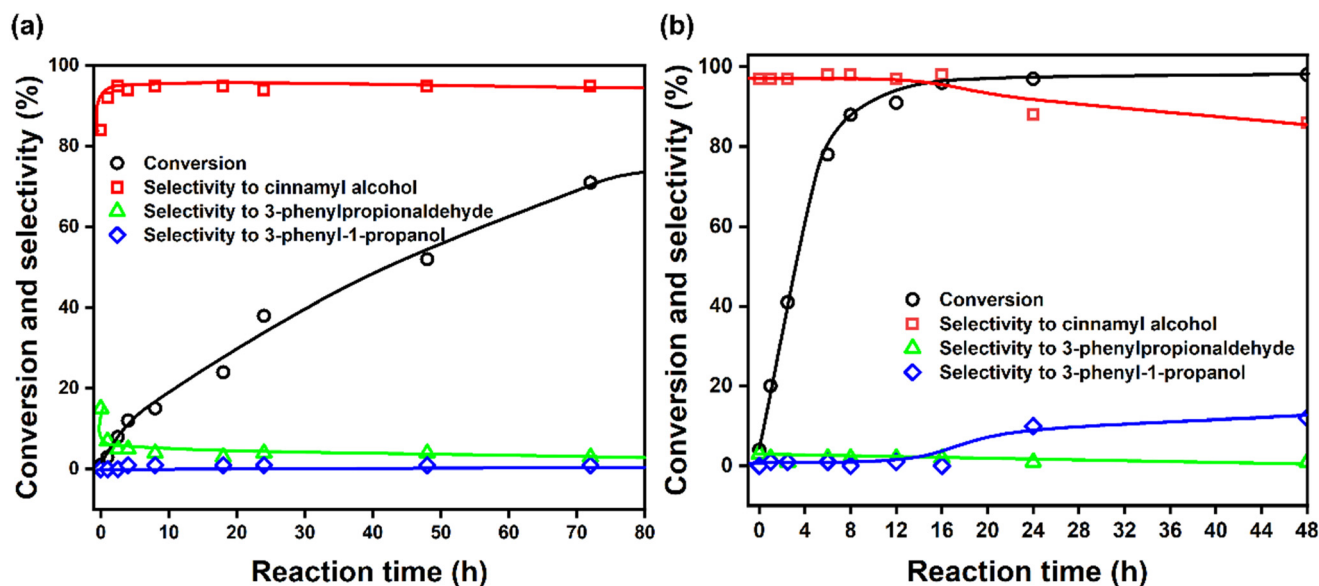 (a)
Conversion and selectivity (%)
100
80
60
40
20
0
Conversion
Selectivity to cinnamyl alcohol
Selectivity to 3-phenylpropionaldehyde
Selectivity to 3-phenyl-1-propanol
0 10 20 30 40 50 60 70 80
Reaction time (h)
(b)
Conversion and selectivity (%)
100
80
60
40
20
0
Conversion
Selectivity to cinnamyl alcohol
Selectivity to 3-phenylpropionaldehyde
Selectivity to 3-phenyl-1-propanol
0 4 8 12 16 20 24 28 32 36 40 44 48
Reaction time (h)